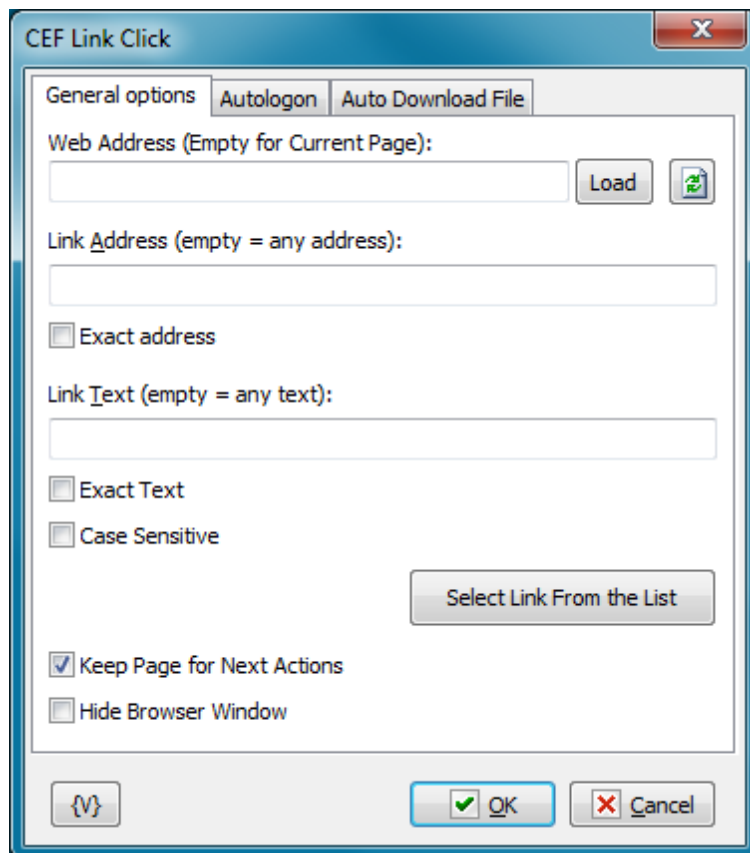 CEF Link Click
General options Autologon Auto Download File
Web Address (Empty for Current Page):
Load
Link Address (empty = any address):
Exact address
Link Text (empty = any text):
Exact Text
Case Sensitive
Select Link From the List
Keep Page for Next Actions
Hide Browser Window
{V} OK Cancel